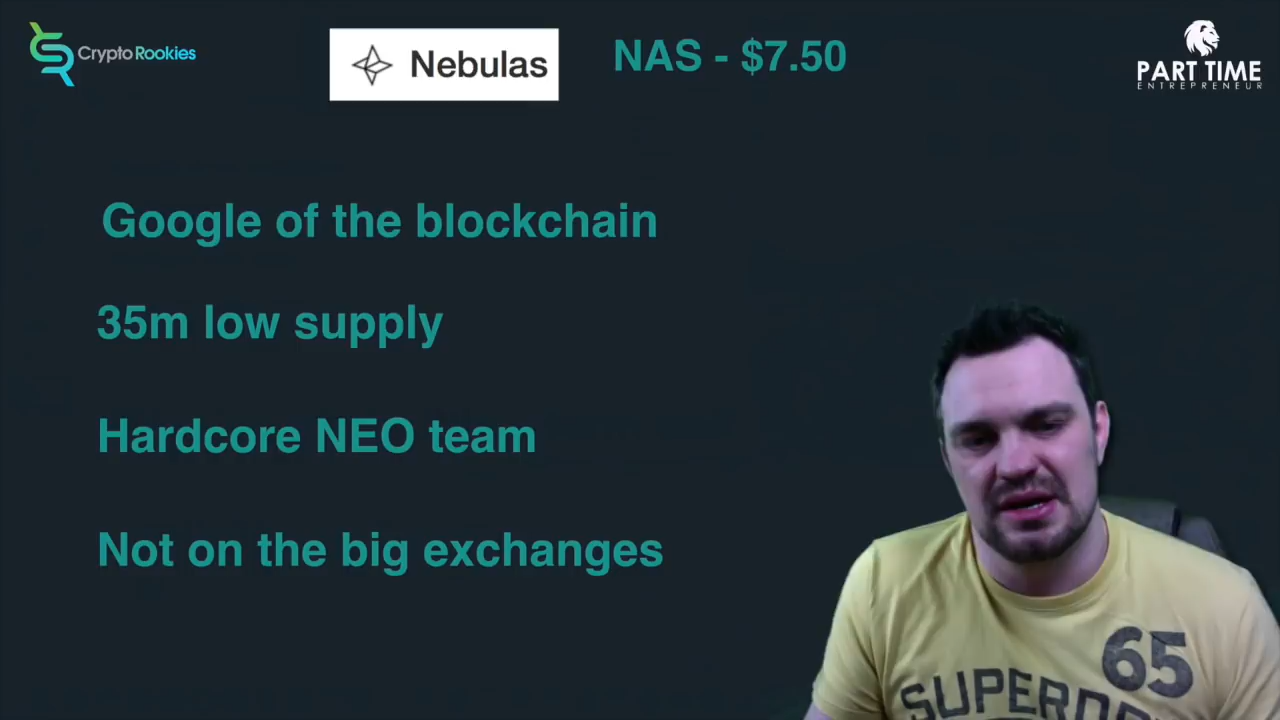 Crypto Rookies
Nebulas
NAS - $7.50
PART TIME
ENTREPRENEUR
Google of the blockchain
35m low supply
Hardcore NEO team
Not on the big exchanges
65